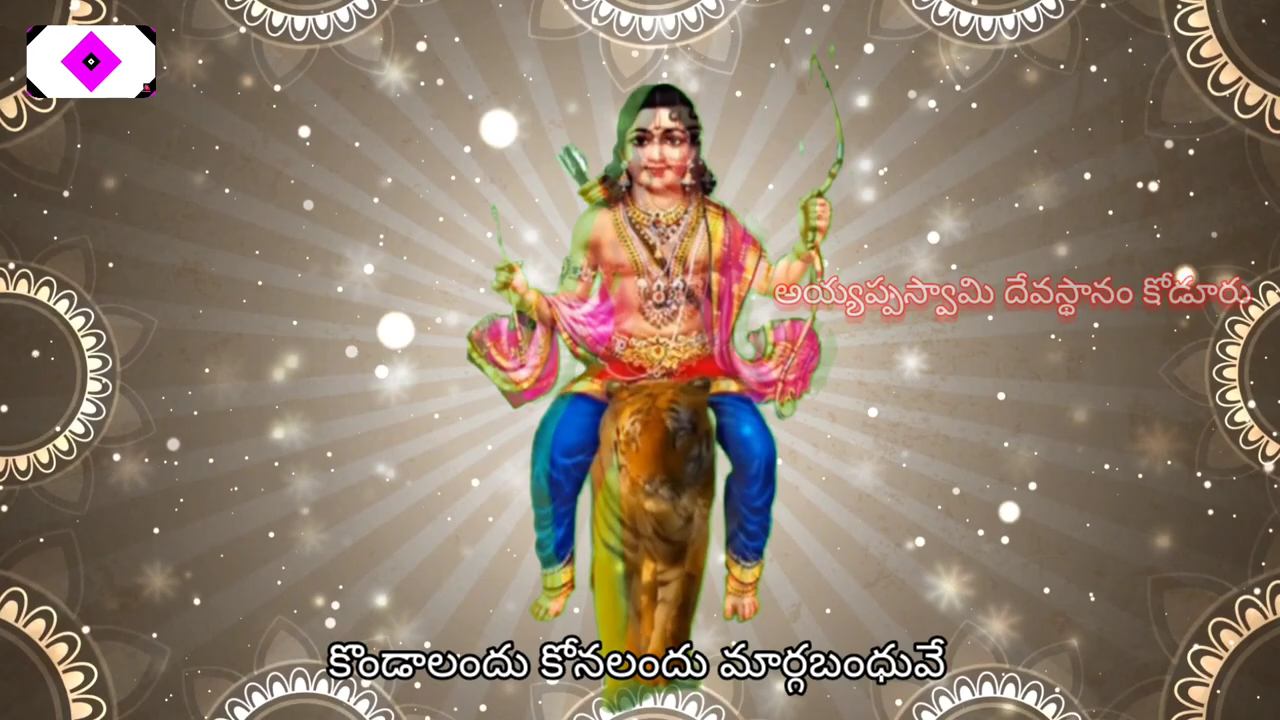 అయ్యప్పస్వామి దేవస్థానం కోడూరు
కొండాలందు కోనలందు మార్గబంధువే